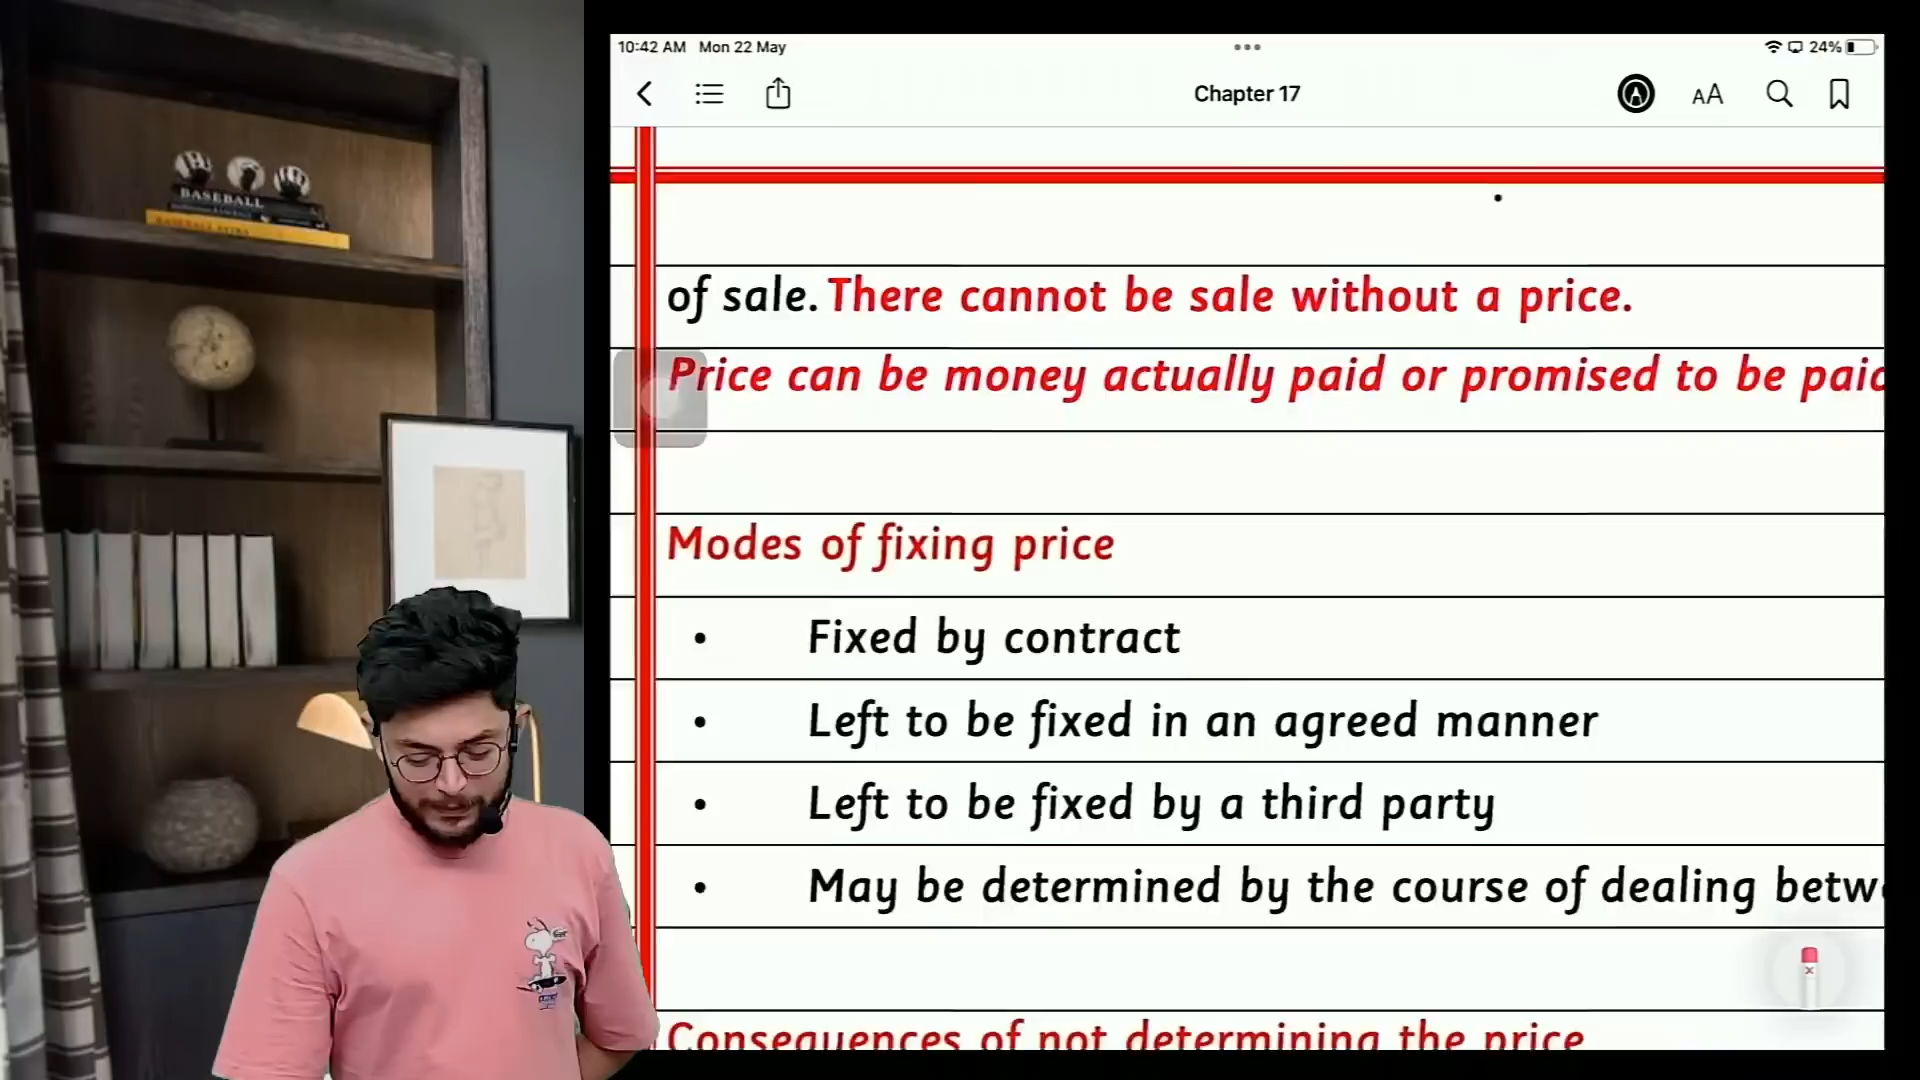 10:42 AM Mon 22 May
24%
Chapter 17
AA
of sale. There cannot be sale without a price.
Price can be money actually paid or promised to be paid
Modes of fixing price
• Fixed by contract
• Left to be fixed in an agreed manner
• Left to be fixed by a third party
• May be determined by the course of dealing betw
Consequences of not determining the price
BASEBALL